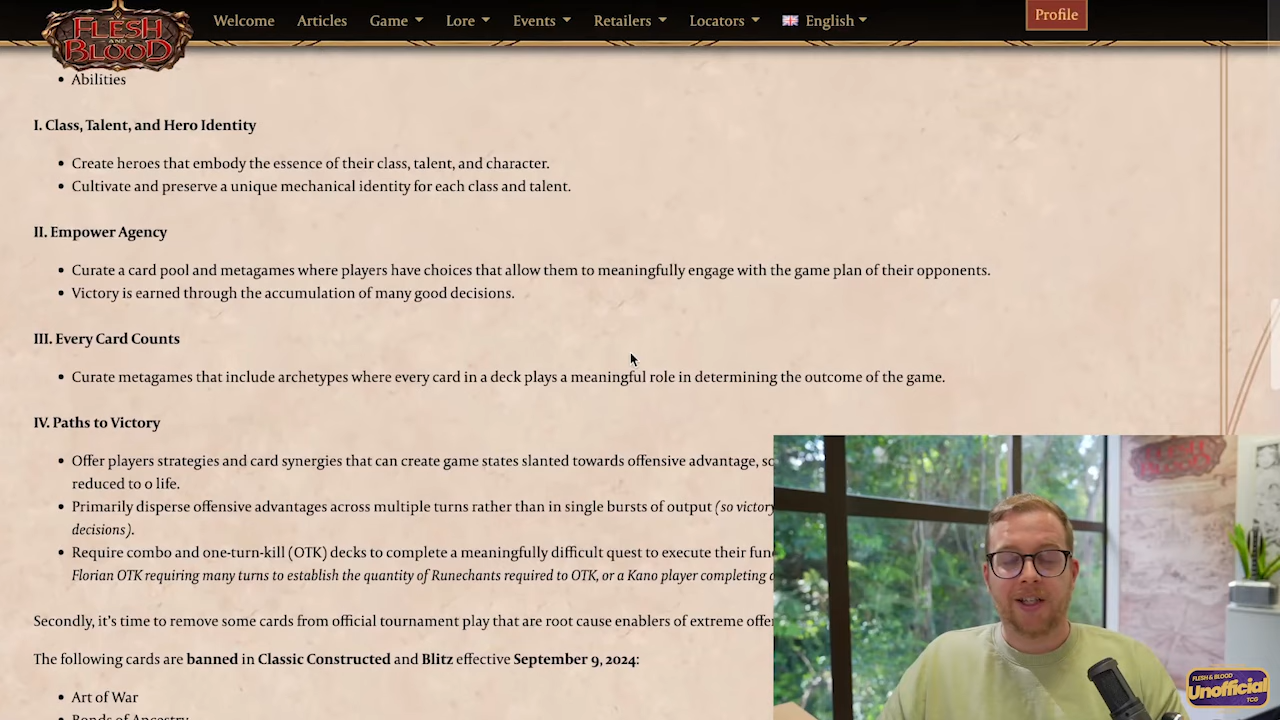 FLESH
AND
BLOOD
Welcome
Articles
Game
Lore
Events
Retailers
Locators
English
Profile
• Abilities
I. Class, Talent, and Hero Identity
• Create heroes that embody the essence of their class, talent, and character.
• Cultivate and preserve a unique mechanical identity for each class and talent.
II. Empower Agency
• Curate a card pool and metagames where players have choices that allow them to meaningfully engage with the game plan of their opponents.
• Victory is earned through the accumulation of many good decisions.
III. Every Card Counts
• Curate metagames that include archetypes where every card in a deck plays a meaningful role in determining the outcome of the game.
IV. Paths to Victory
• Offer players strategies and card synergies that can create game states slanted towards offensive advantage, so
reduced to 0 life.
• Primarily disperse offensive advantages across multiple turns rather than in single bursts of output (so victory
decisions).
• Require combo and one-turn-kill (OTK) decks to complete a meaningfully difficult quest to execute their
Florian OTK requiring many turns to establish the quantity of Runechants required to OTK, or a Kano player completing
Secondly, it's time to remove some cards from official tournament play that are root cause enablers of extreme
The following cards are banned in Classic Constructed and Blitz effective September 9, 2024:
• Art of War
Bonds of Ancestry
FLESH & BLOOD
Unofficial
TCG